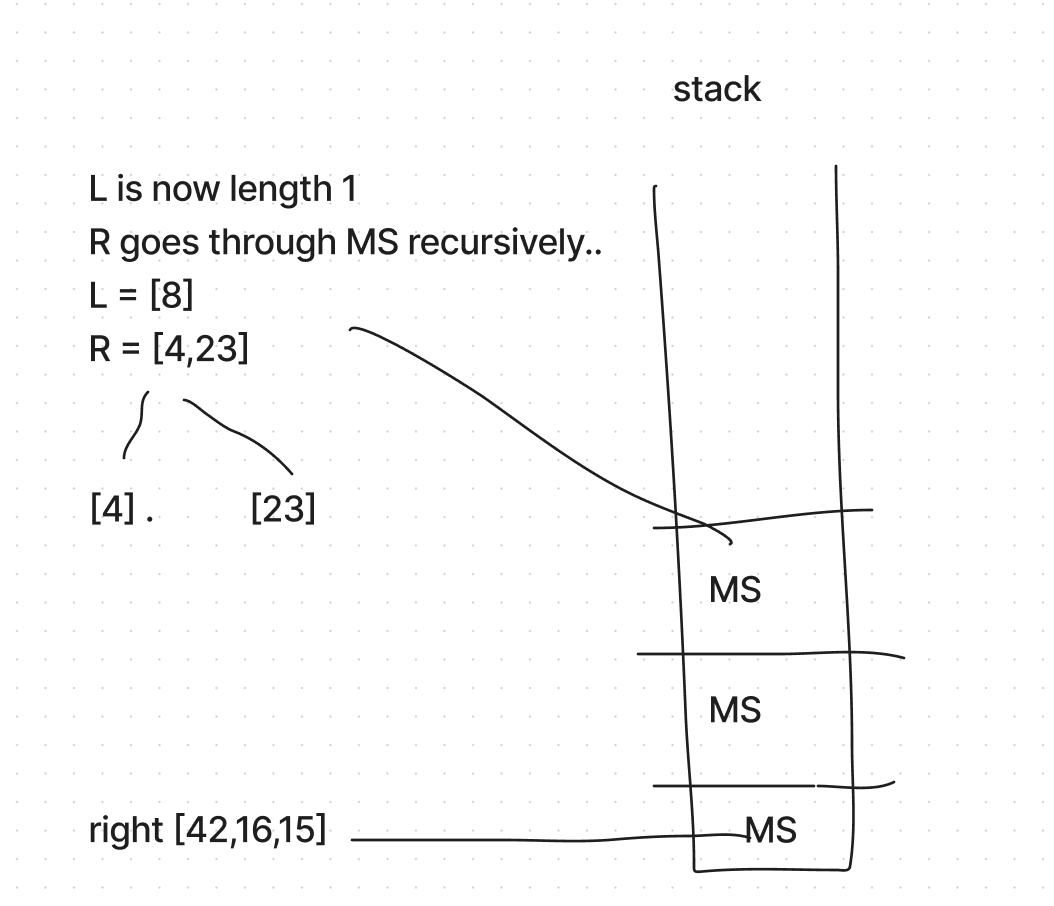 stack
L is now length 1
R goes through MS recursively..
L = [8]
R = [4,23]
[4] . [23]
MS
MS
right [42,16,15] MS